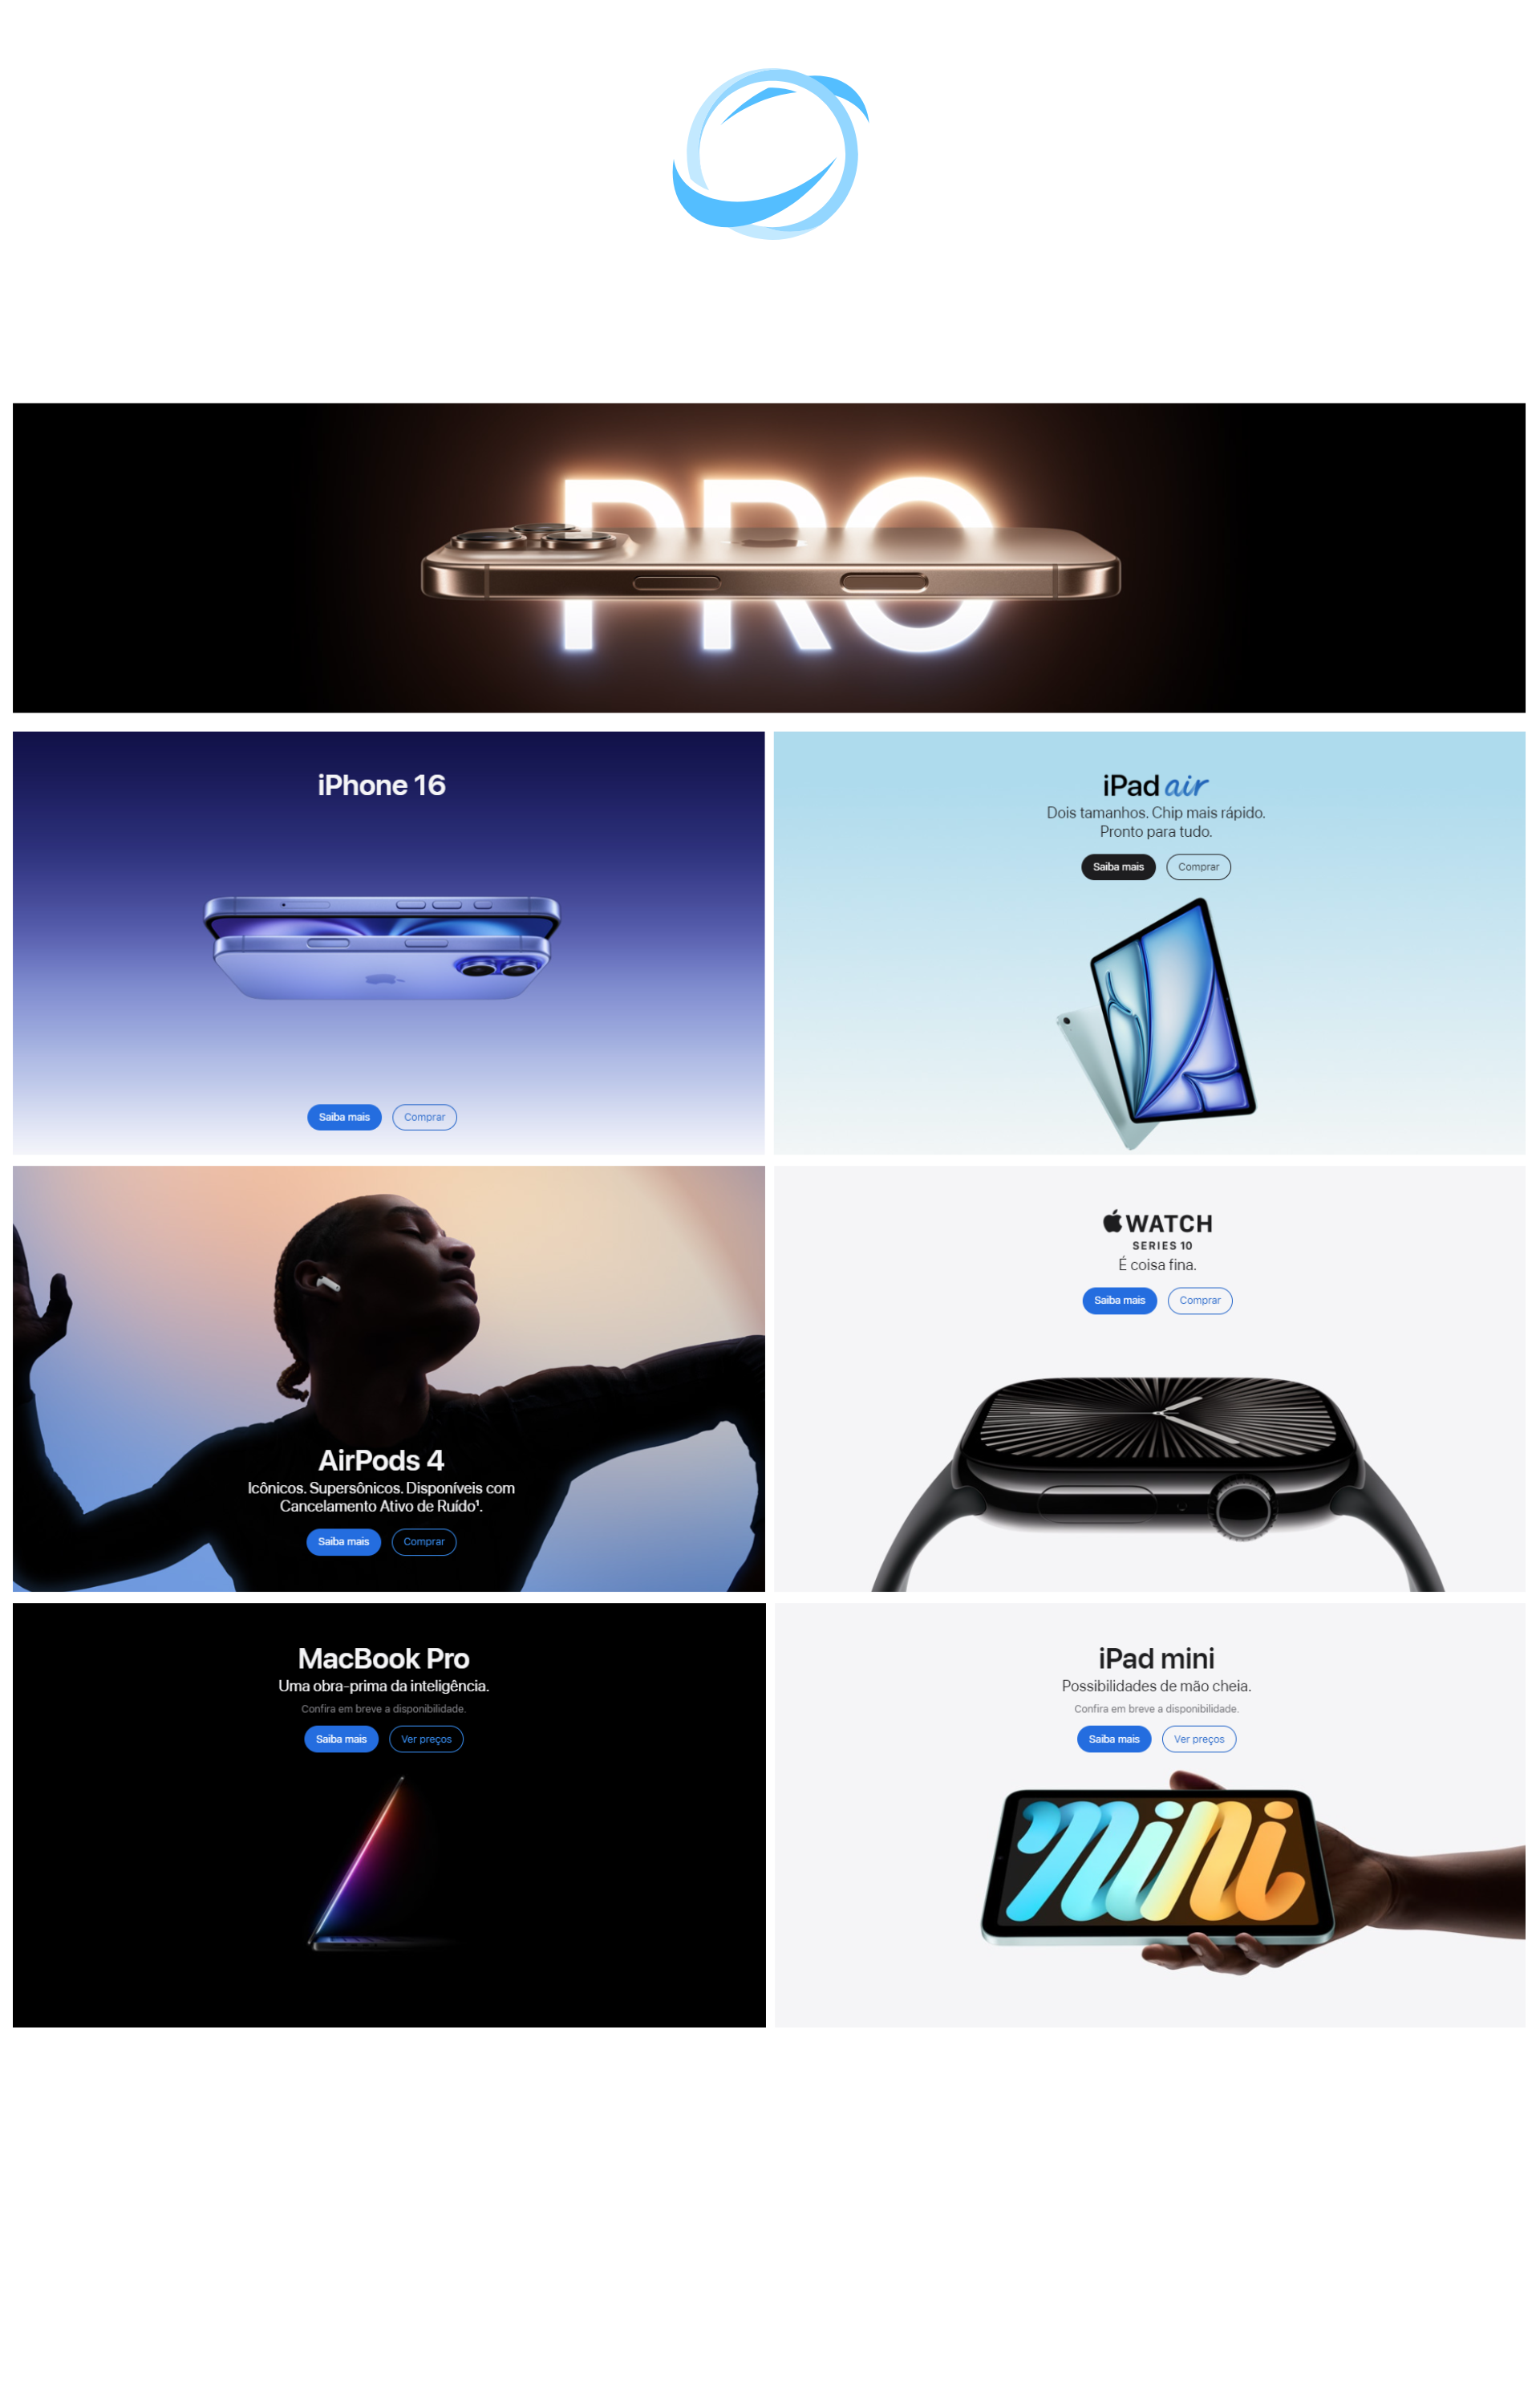 PRO
iPhone 16
Saiba mais
Comprar
iPad air
Dois tamanhos. Chip mais rápido.
Pronto para tudo.
Saiba mais
Comprar
AirPods 4
Icônicos. Supersônicos. Disponíveis com
Cancelamento Ativo de Ruído¹.
Saiba mais
Comprar
WATCH
SERIES 10
É coisa fina.
Saiba mais
Comprar
MacBook Pro
Uma obra-prima da inteligência.
Confira em breve a disponibilidade.
Saiba mais
Ver preços
iPad mini
Possibilidades de mão cheia.
Confira em breve a disponibilidade.
Saiba mais
Ver preços
mini